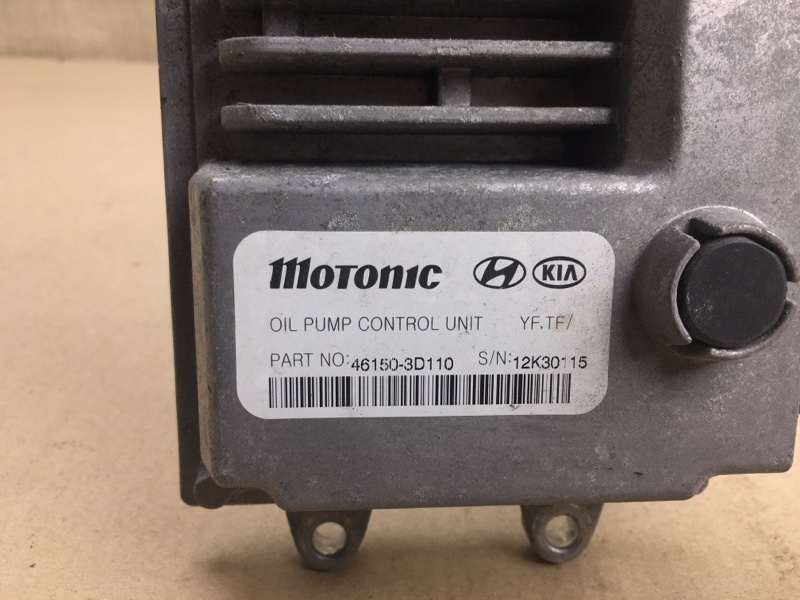 MOTONIC H KIA
OIL PUMP CONTROL UNIT YF.TF/
PART NO: 46150-3D110 S/N: 12K30115